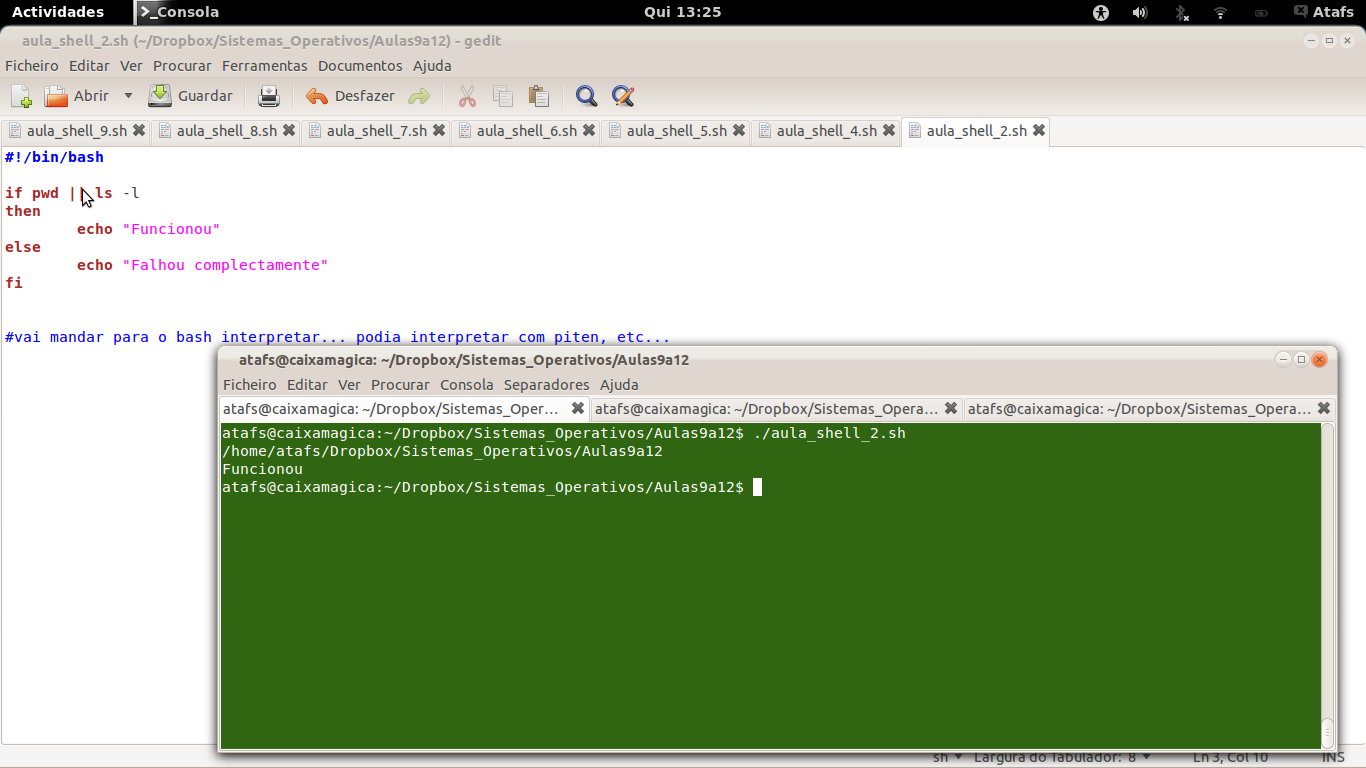 Actividades
Consola
Qui 13:25
Atafs
aula_shell_2.sh (~/Dropbox/Sistemas_Operativos/Aulas9a12) - gedit
Ficheiro Editar Ver Procurar Ferramentas Documentos Ajuda
Abrir Guardar Desfazer
aula_shell_9.sh aula_shell_8.sh aula_shell_7.sh aula_shell_6.sh aula_shell_5.sh aula_shell_4.sh aula_shell_2.sh
#!/bin/bash
if pwd || ls -l
then
echo "Funcionou"
else
echo "Falhou complectamente"
fi
#vai mandar para o bash interpretar... podia interpretar com piten, etc...
atafs@caixamagica: ~/Dropbox/Sistemas_Operativos/Aulas9a12
Ficheiro Editar Ver Procurar Consola Separadores Ajuda
atafs@caixamagica: ~/Dropbox/Sistemas_Oper... atafs@caixamagica: ~/Dropbox/Sistemas_Opera... atafs@caixamagica: ~/Dropbox/Sistemas_Opera...
atafs@caixamagica:~/Dropbox/Sistemas_Operativos/Aulas9a12$ ./aula_shell_2.sh
/home/atafs/Dropbox/Sistemas_Operativos/Aulas9a12
Funcionou
atafs@caixamagica:~/Dropbox/Sistemas_Operativos/Aulas9a12$
sh Largura do Tabulador: 8 Ln 3, Col 10 INS